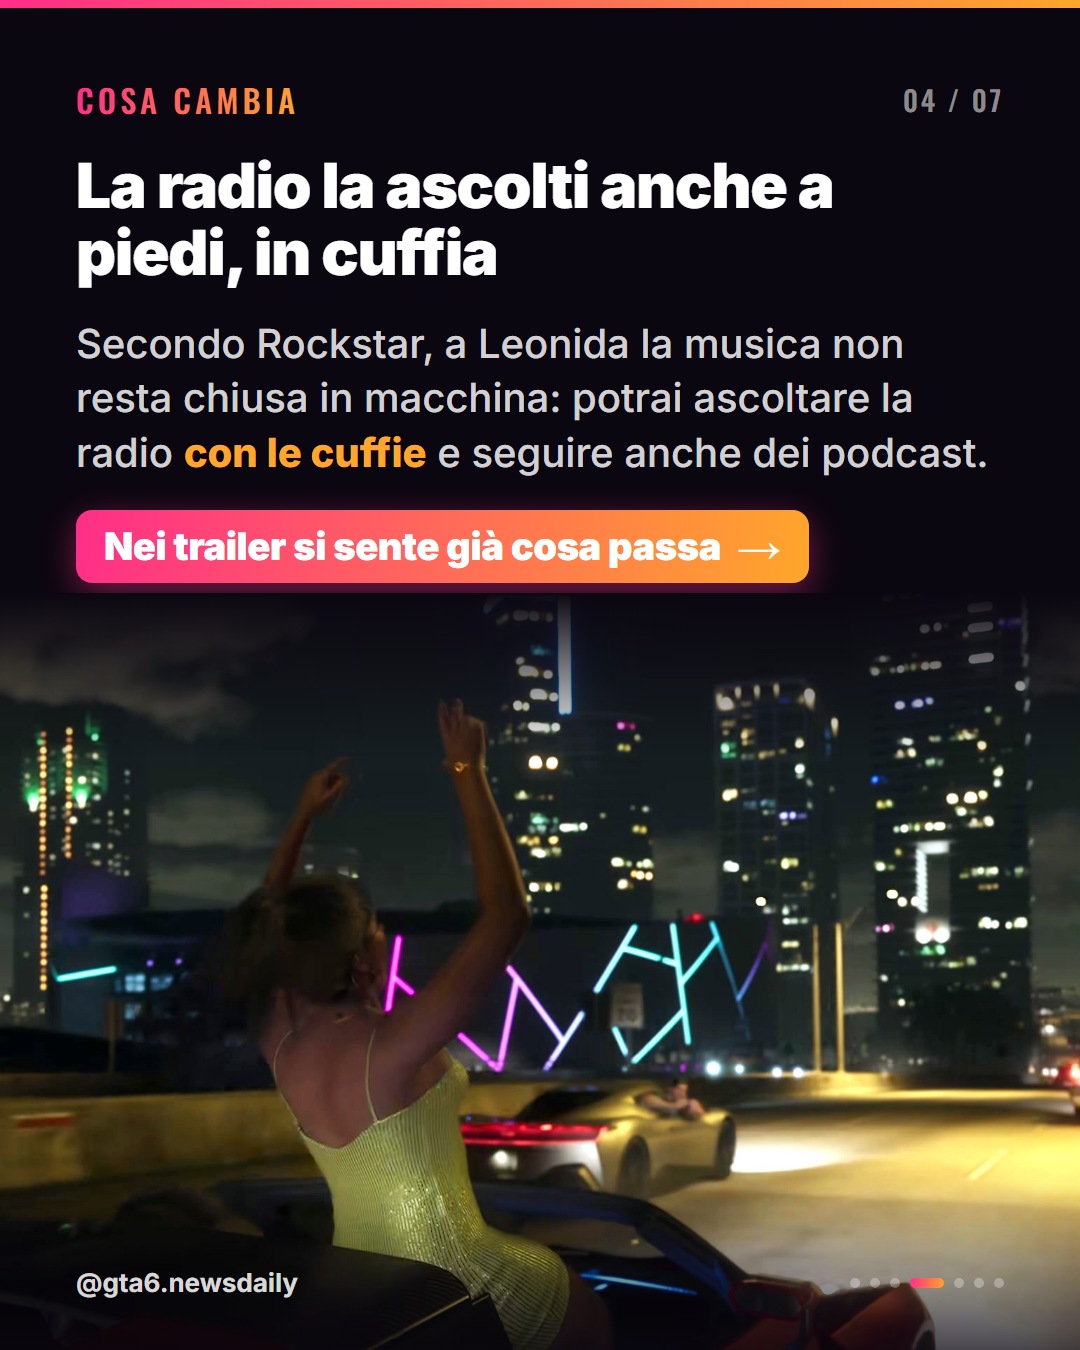 COSA CAMBIA
04 / 07
La radio la ascolti anche a
piedi, in cuffia
Secondo Rockstar, a Leonida la musica non
resta chiusa in macchina: potrai ascoltare la
radio con le cuffie e seguire anche dei podcast.
Nei trailer si sente già cosa passa →
@gta6.newsdaily